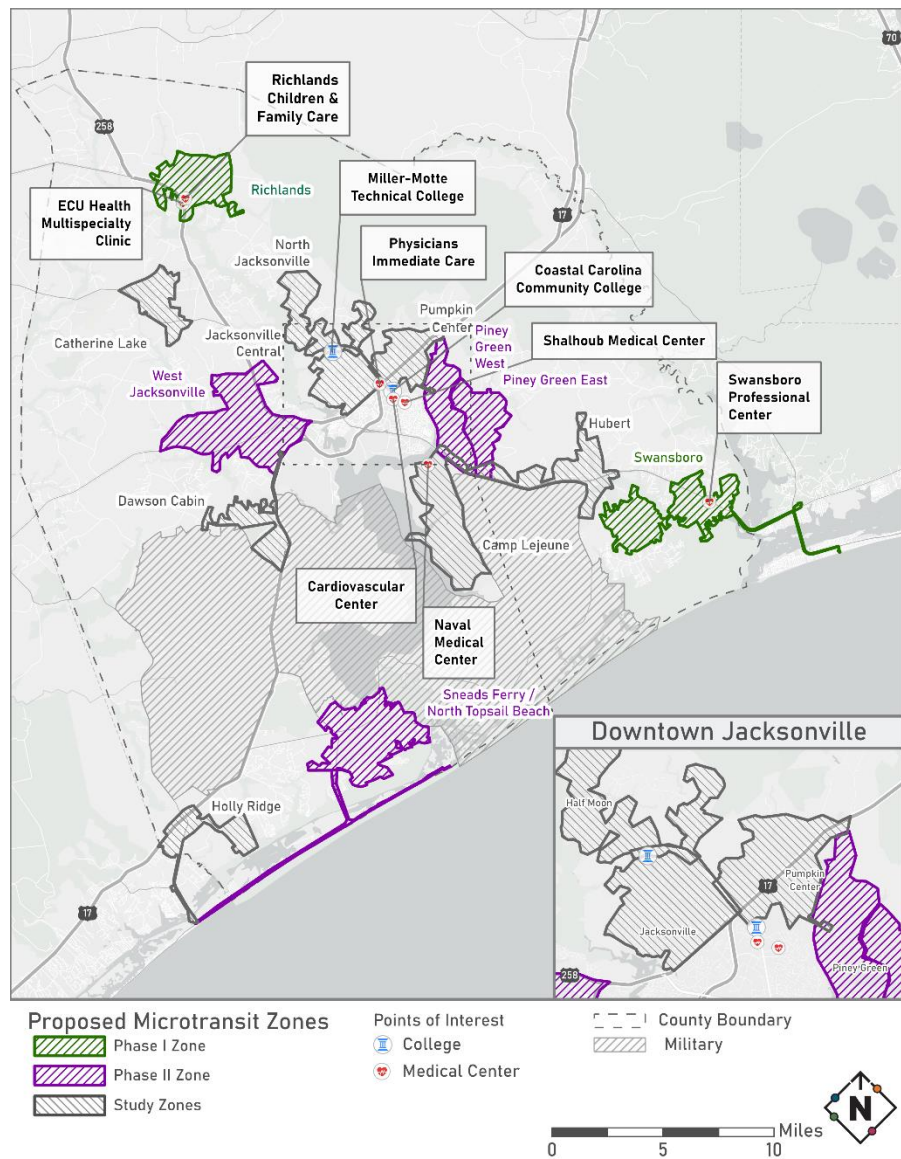 70
Richlands
Children &
Family Care
258
Miller-Motte
Technical College
Richlands
ECU Health
Multispecialty
Clinic
17
Physicians
Immediate Care
North
Jacksonville
Coastal Carolina
Community College
Pumpkin
Center
Catherine Lake
Jacksonville
Central
Piney
Green
West
Shalhoub Medical Center
West
Jacksonville
Piney Green East
Swansboro
Professional
Center
Hubert
Swansboro
Dawson Cabin
Camp Lejeune
Cardiovascular
Center
Naval
Medical
Center
Sneads Ferry /
North Topsail Beach
Holly Ridge
17
Downtown Jacksonville
Half Moon
17
Pumpkin
Center
Jacksonville
Piney Green
258
Proposed Microtransit Zones
Phase I Zone
Phase II Zone
Study Zones
Points of Interest
College
Medical Center
County Boundary
Military
N
Miles
0 5 10